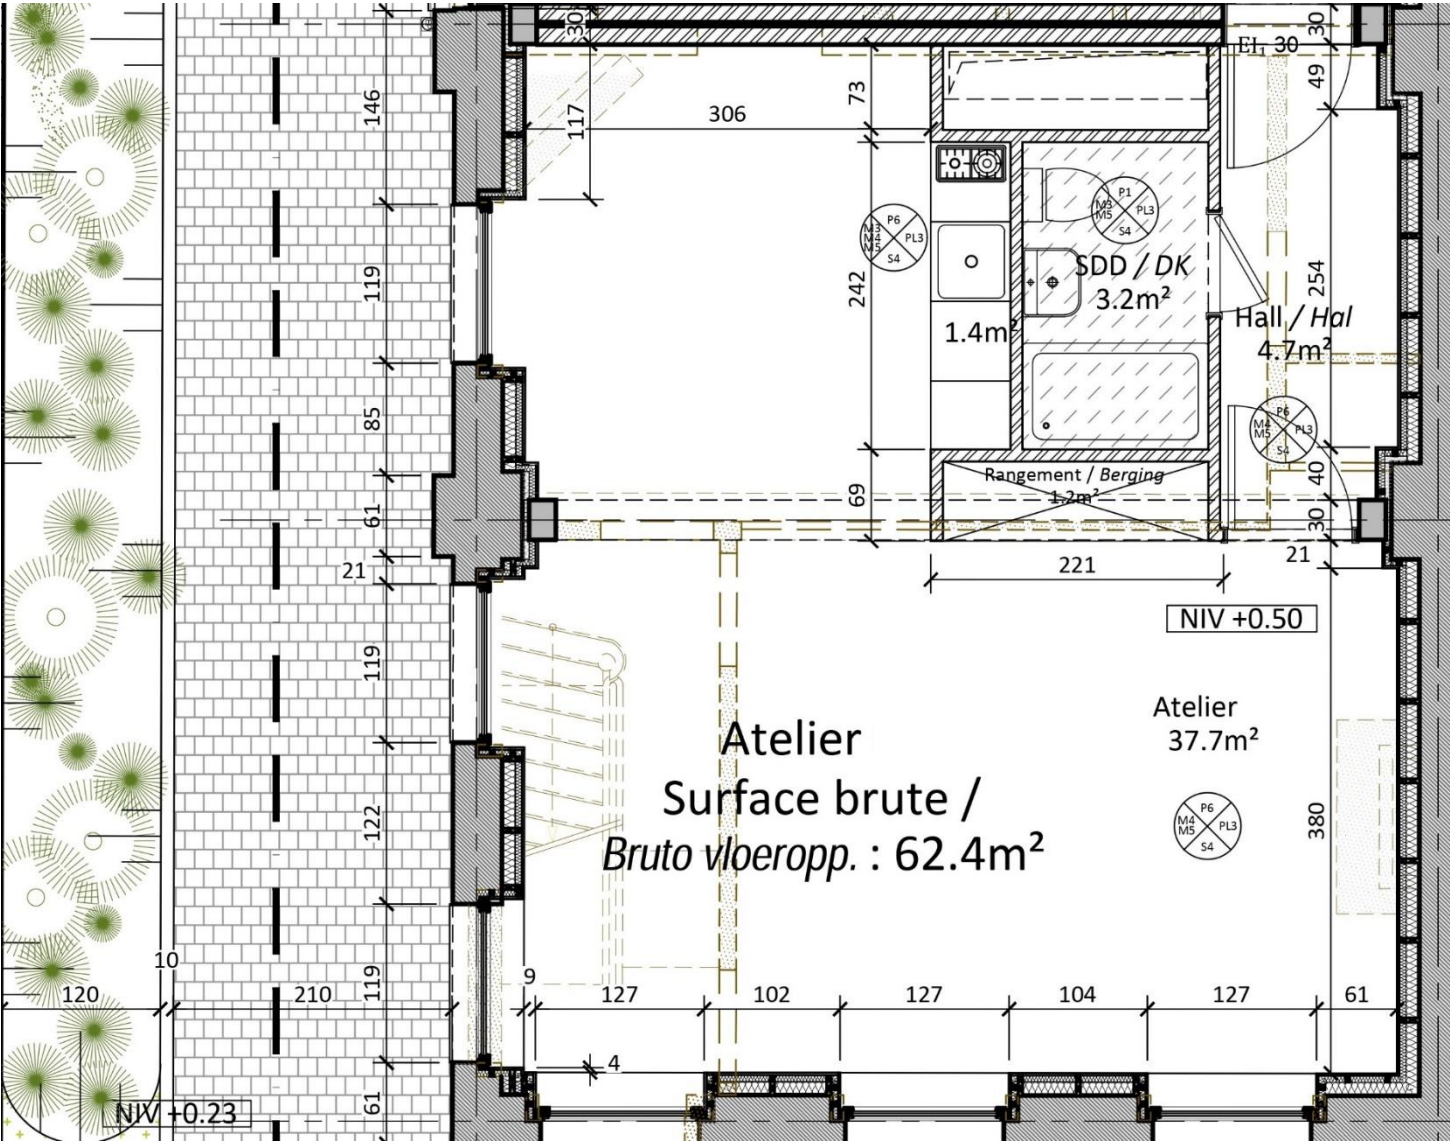 30
30
EI₁ 30
49
146
117
306
73
P1
M3
M5
PL3
S4
P6
M3
M4
M5
PL3
S4
119
242
SDD / DK
3.2m²
254
1.4m²
Hall / Hal
4.7m²
85
P6
M4
M5
PL3
S4
69
Rangement / Berging
1.2m²
40
61
30
21
221
21
NIV +0.50
119
Atelier
37.7m²
Atelier
Surface brute /
Bruto vloeropp. : 62.4m²
122
380
P6
M4
M5
PL3
S4
10
119
9
120
210
127
102
127
104
127
61
4
61
NIV +0.23